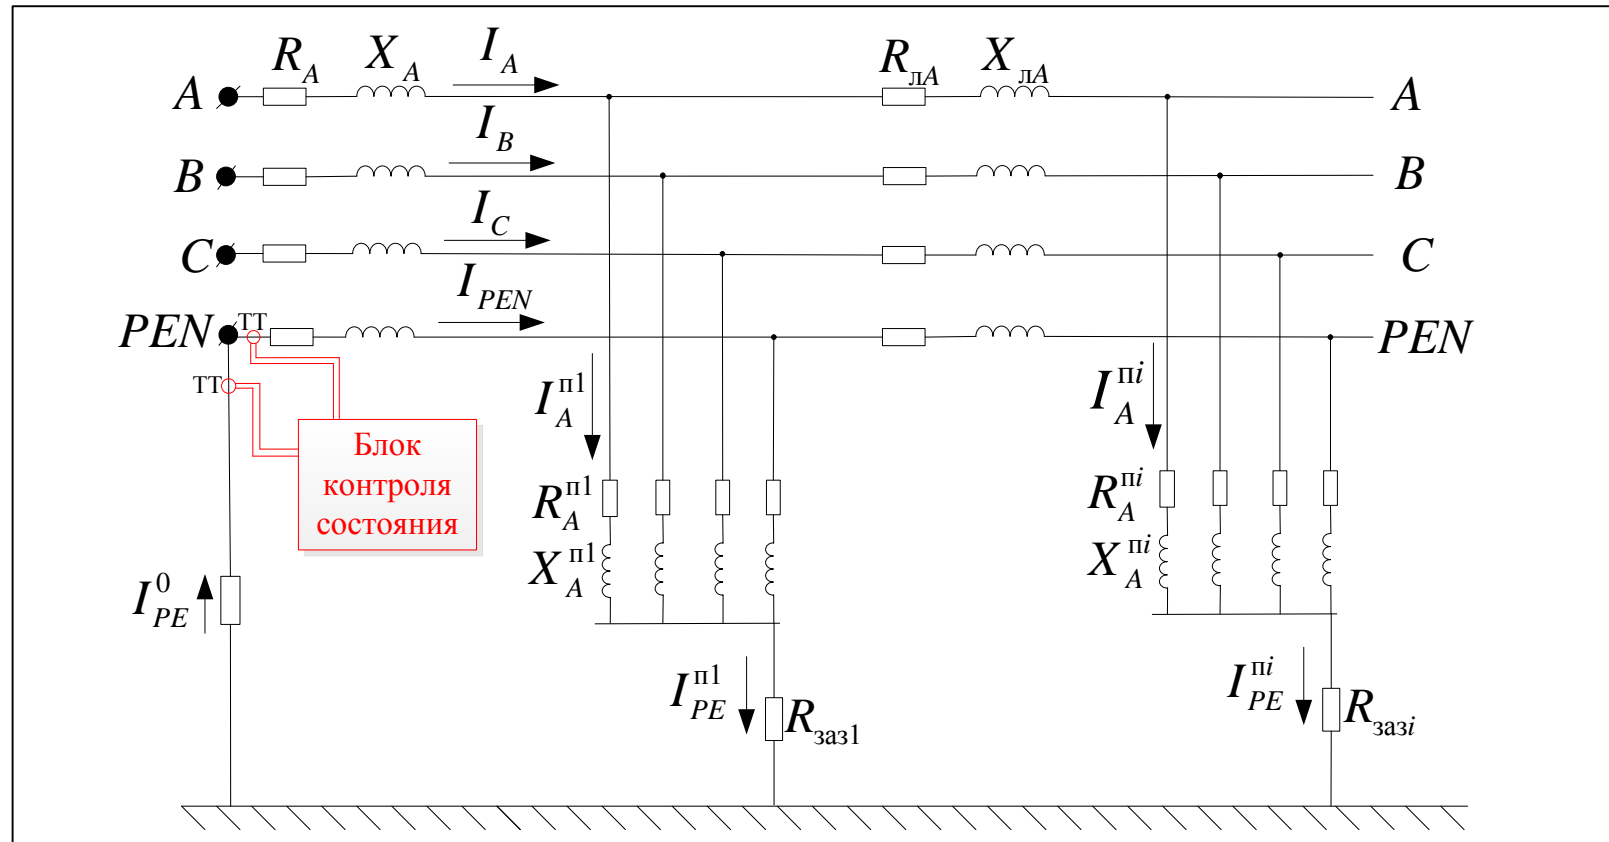 R_A X_A I_A R_лA X_лA
A A
I_B
B B
I_C
C C
I_PEN
PEN TT PEN
TT
I_A^п1 I_A^пi
Блок
контроля
состояния
R_A^п1 R_A^пi
X_A^п1 X_A^пi
I_PE^0
I_PE^п1 R_заз1 I_PE^пi R_зазi